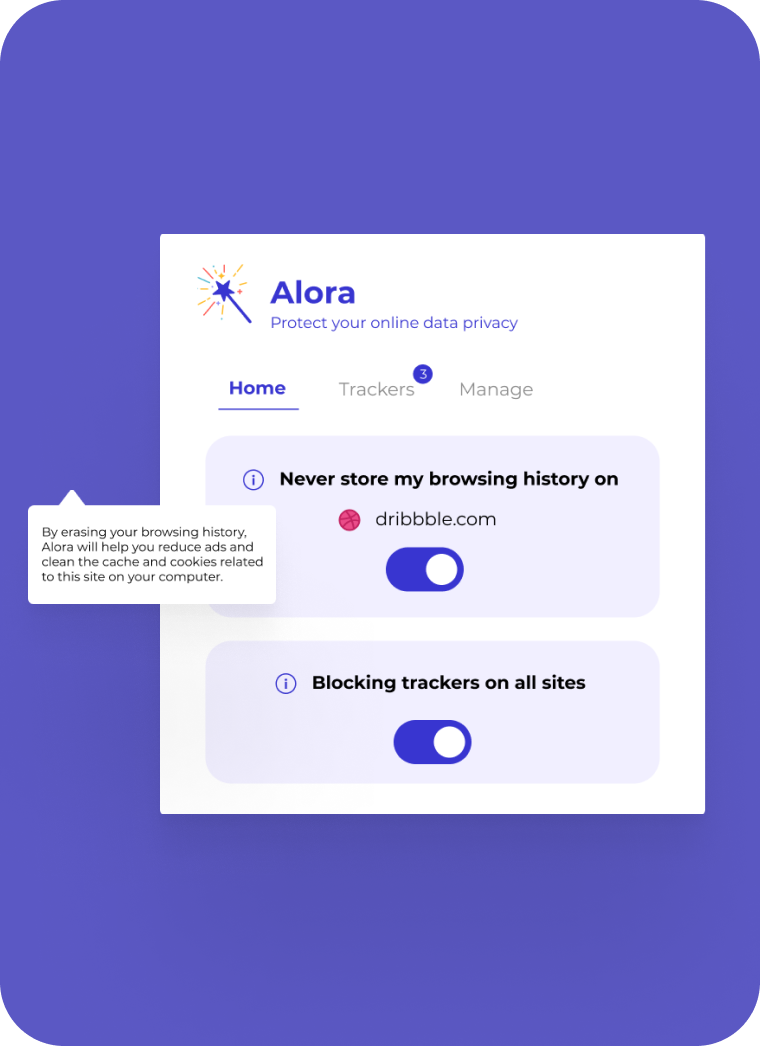 Alora
Protect your online data privacy
Home
Trackers
3
Manage
Never store my browsing history on
dribbble.com
By erasing your browsing history,
Alora will help you reduce ads and
clean the cache and cookies related
to this site on your computer.
Blocking trackers on all sites